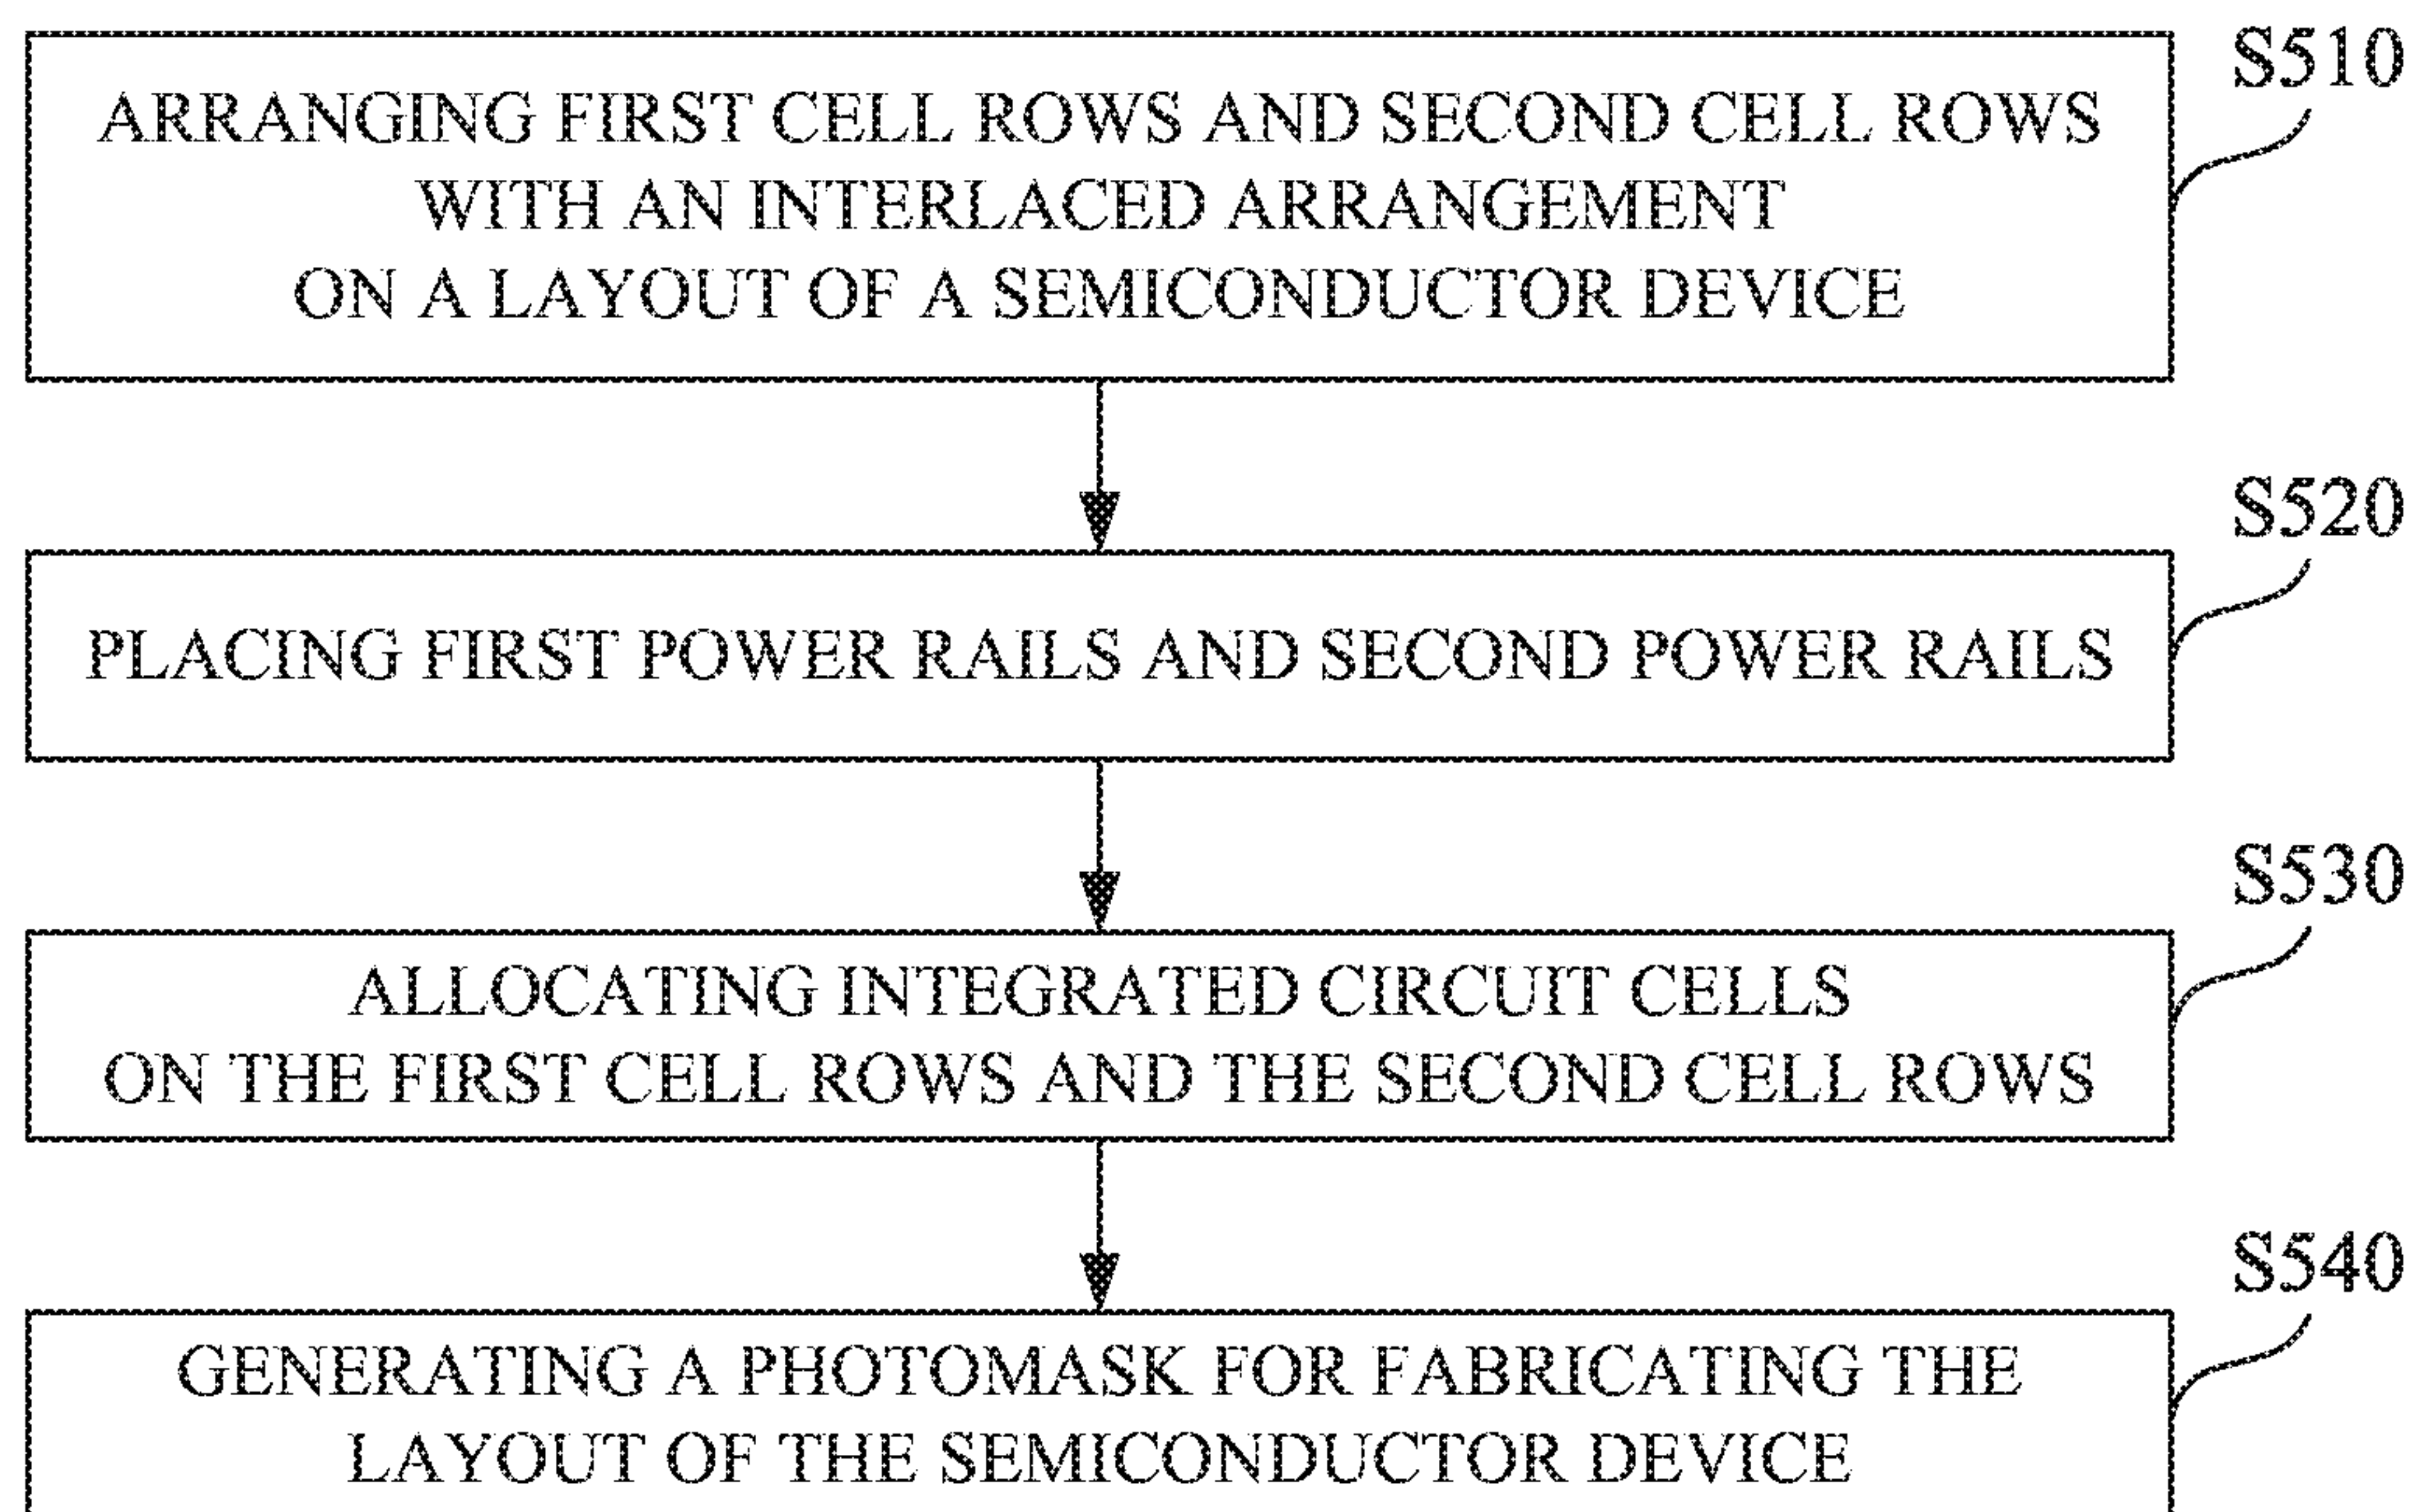 S510
ARRANGING FIRST CELL ROWS AND SECOND CELL ROWS
WITH AN INTERLACED ARRANGEMENT
ON A LAYOUT OF A SEMICONDUCTOR DEVICE
S520
PLACING FIRST POWER RAILS AND SECOND POWER RAILS
S530
ALLOCATING INTEGRATED CIRCUIT CELLS
ON THE FIRST CELL ROWS AND THE SECOND CELL ROWS
S540
GENERATING A PHOTOMASK FOR FABRICATING THE
LAYOUT OF THE SEMICONDUCTOR DEVICE